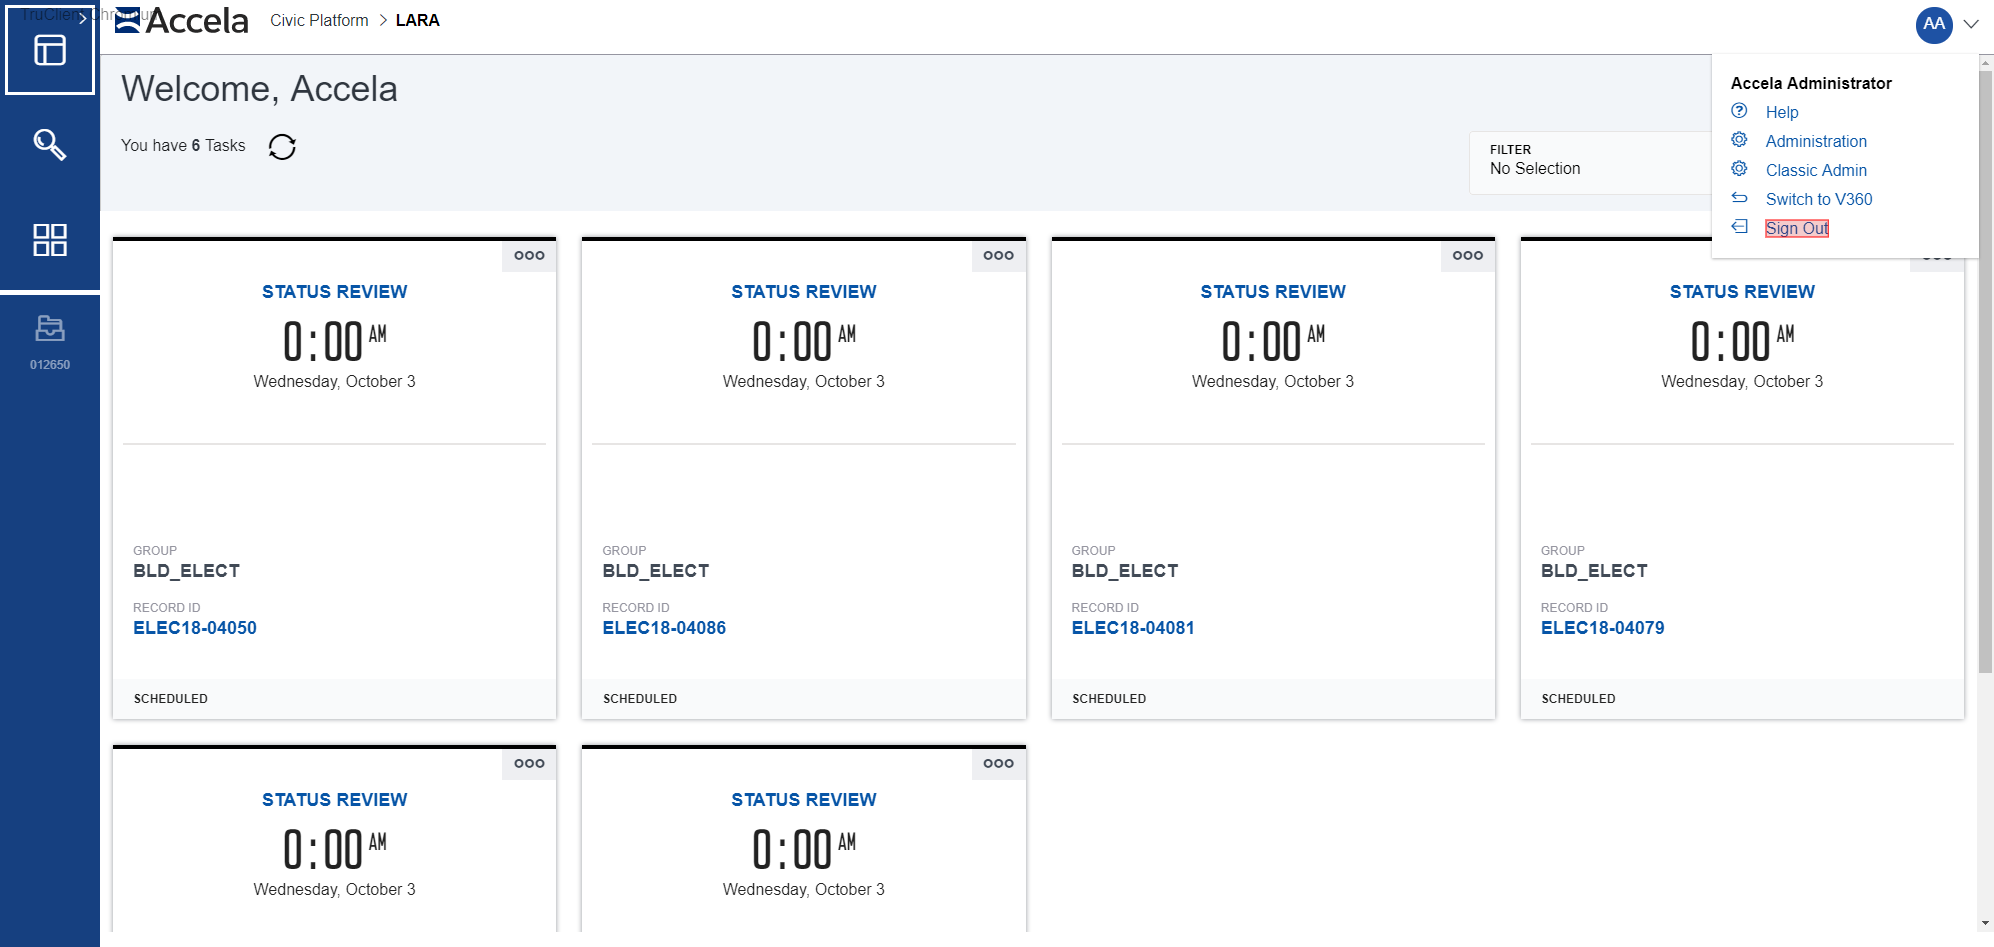 TruClient Chromium
Accela
Civic Platform > LARA
AA
Welcome, Accela
You have 6 Tasks
FILTER
No Selection
Accela Administrator
Help
Administration
Classic Admin
Switch to V360
Sign Out
012650
STATUS REVIEW
0:00 AM
Wednesday, October 3
GROUP
BLD_ELECT
RECORD ID
ELEC18-04050
SCHEDULED
STATUS REVIEW
0:00 AM
Wednesday, October 3
GROUP
BLD_ELECT
RECORD ID
ELEC18-04086
SCHEDULED
STATUS REVIEW
0:00 AM
Wednesday, October 3
GROUP
BLD_ELECT
RECORD ID
ELEC18-04081
SCHEDULED
STATUS REVIEW
0:00 AM
Wednesday, October 3
GROUP
BLD_ELECT
RECORD ID
ELEC18-04079
SCHEDULED
STATUS REVIEW
0:00 AM
Wednesday, October 3
STATUS REVIEW
0:00 AM
Wednesday, October 3